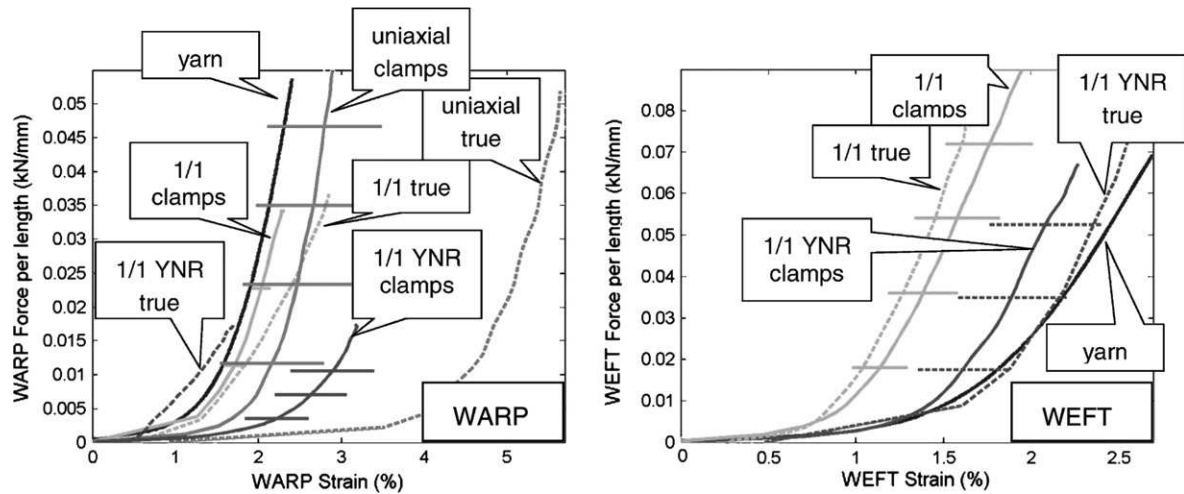 yarn
uniaxial
clamps
uniaxial
true
1/1
clamps
1/1 true
1/1 YNR
true
1/1 YNR
clamps
WARP
WARP Force per length (kN/mm)
0.05
0.045
0.04
0.035
0.03
0.025
0.02
0.015
0.01
0.005
0
0
1
2
3
4
5
WARP Strain (%)
1/1
clamps
1/1 YNR
true
1/1 true
1/1 YNR
clamps
yarn
WEFT
WEFT Force per length (kN/mm)
0.08
0.07
0.06
0.05
0.04
0.03
0.02
0.01
0
0
0.5
1
1.5
2
2.5
WEFT Strain (%)